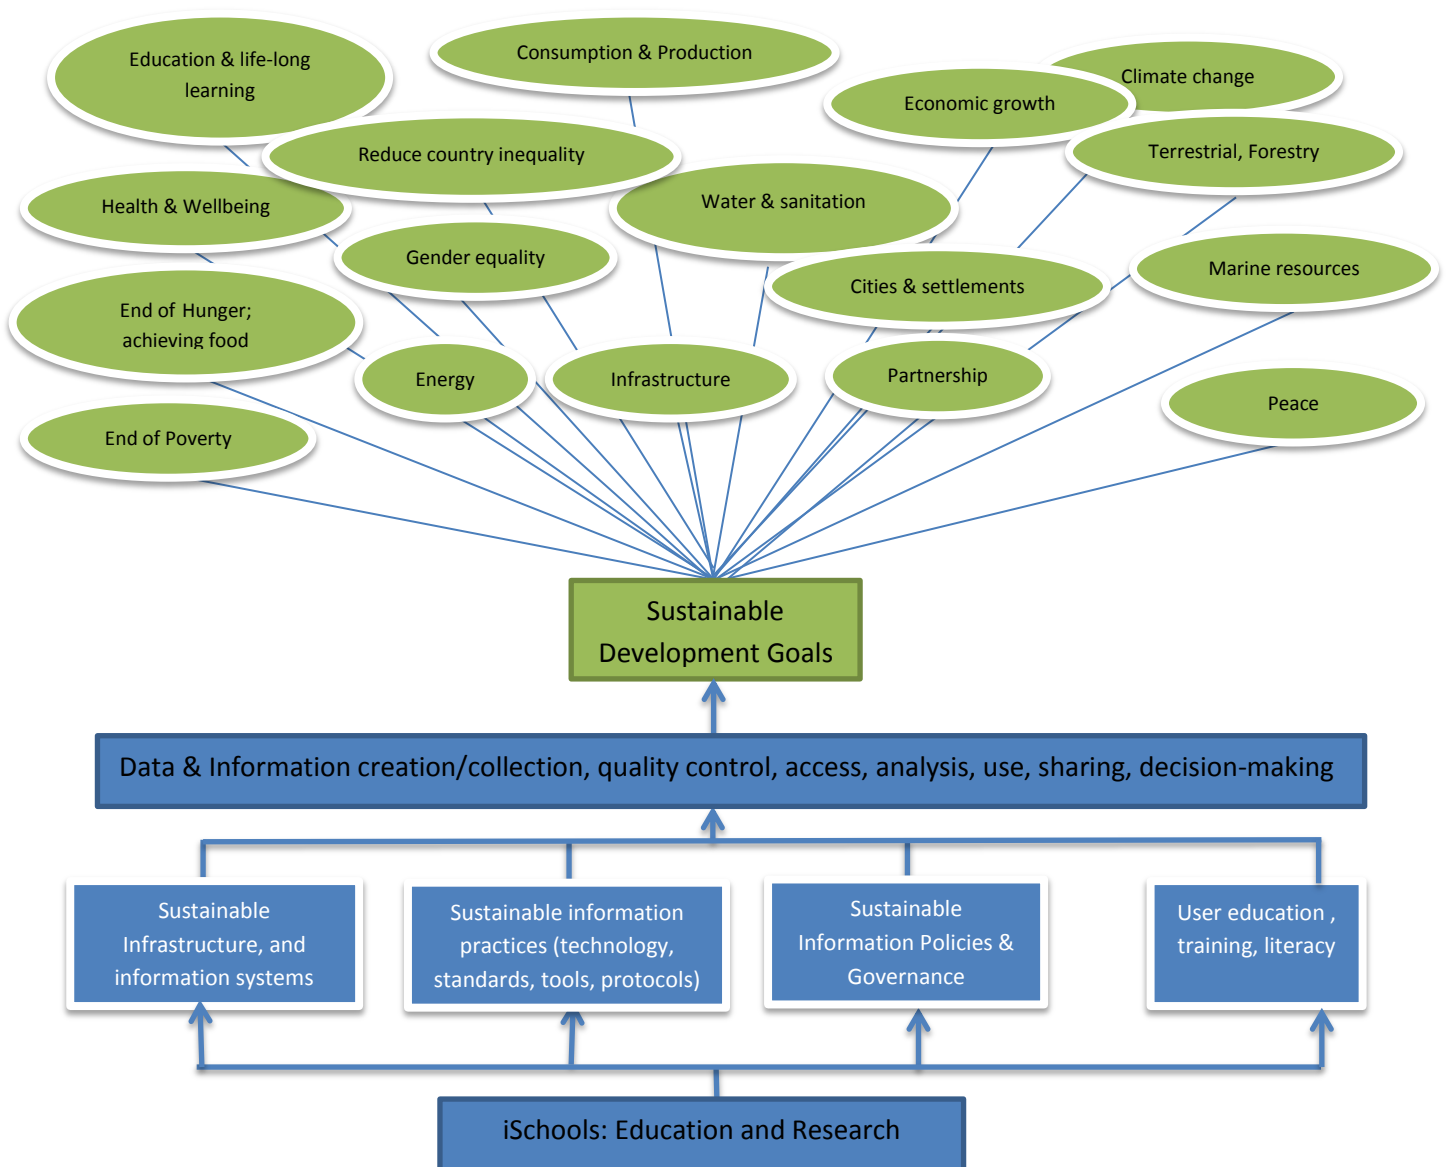 Education & life-long
learning
Consumption & Production
Climate change
Economic growth
Reduce country inequality
Terrestrial, Forestry
Health & Wellbeing
Water & sanitation
Gender equality
Marine resources
Cities & settlements
End of Hunger;
achieving food
Energy
Infrastructure
Partnership
Peace
End of Poverty
Sustainable
Development Goals
Data & Information creation/collection, quality control, access, analysis, use, sharing, decision-making
Sustainable
Infrastructure, and
information systems
Sustainable information
practices (technology,
standards, tools, protocols)
Sustainable
Information Policies &
Governance
User education ,
training, literacy
iSchools: Education and Research